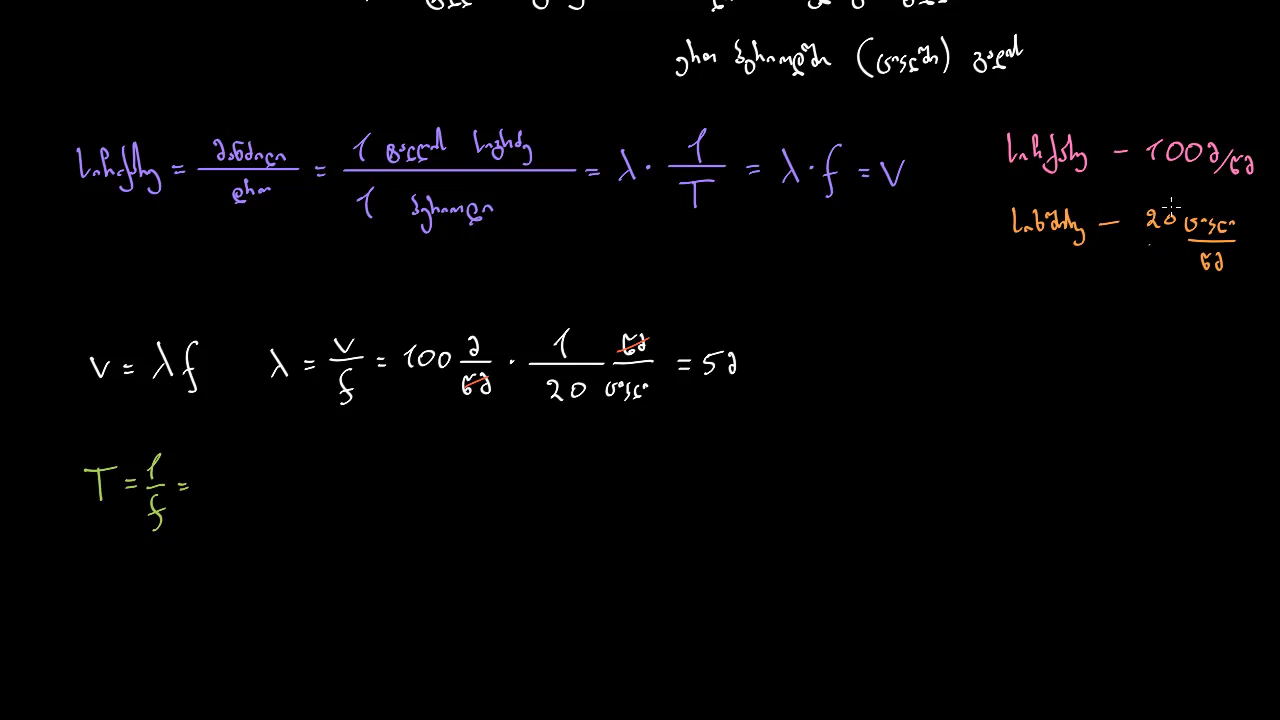 ერთ პერიოდში (ციკლში) გადის
სიჩქარე = მანძილი / დრო = 1 ტალღის სიგრძე / 1 პერიოდი = λ · 1/T = λ · f = v
სიჩქარე – 100მ/წმ
სიხშირე – 20 ციკლი/წმ
v = λf λ = v/f = 100 მ/წმ · 1/20 წმ/ციკლი = 5მ
T = 1/f =